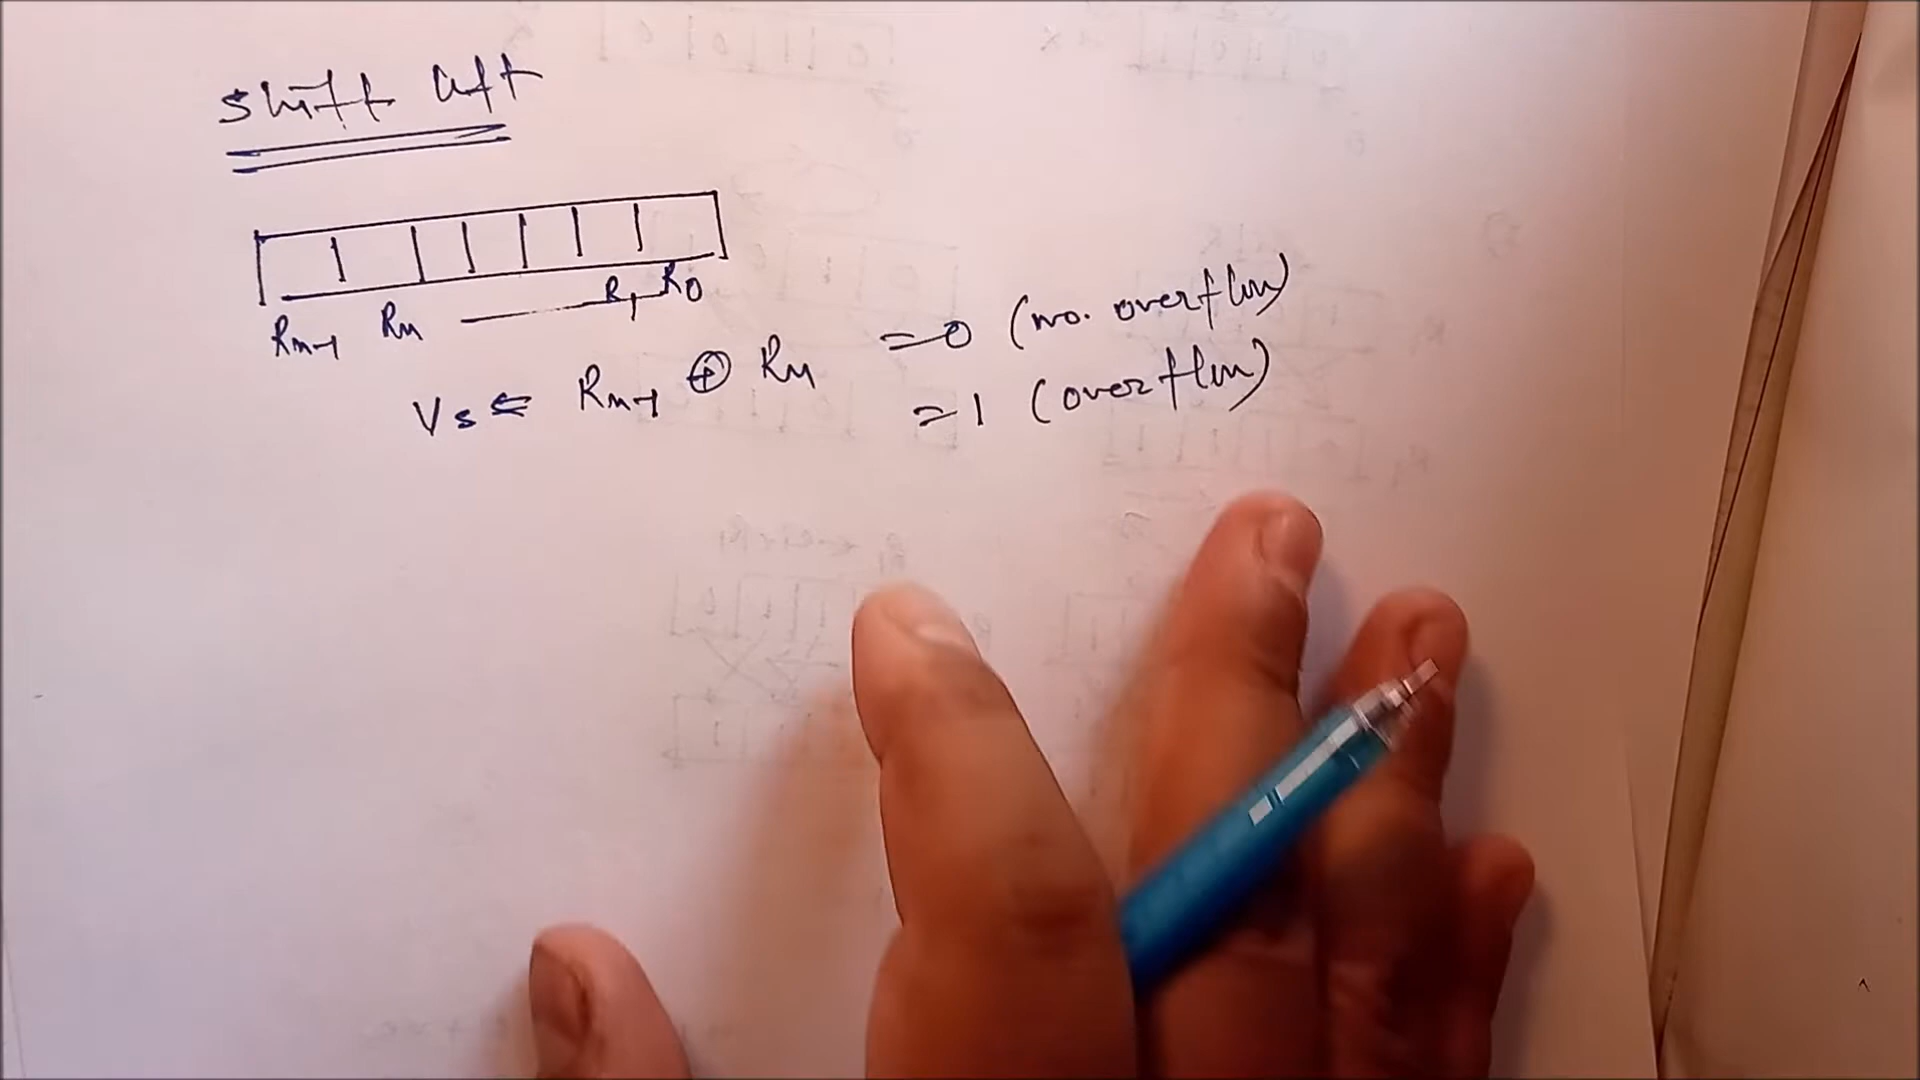 shift left
Rn-1 Rn R1 R0
Vs ⇐ Rn-1 ⊕ Rn =0 (no. overflow)
=1 (overflow)